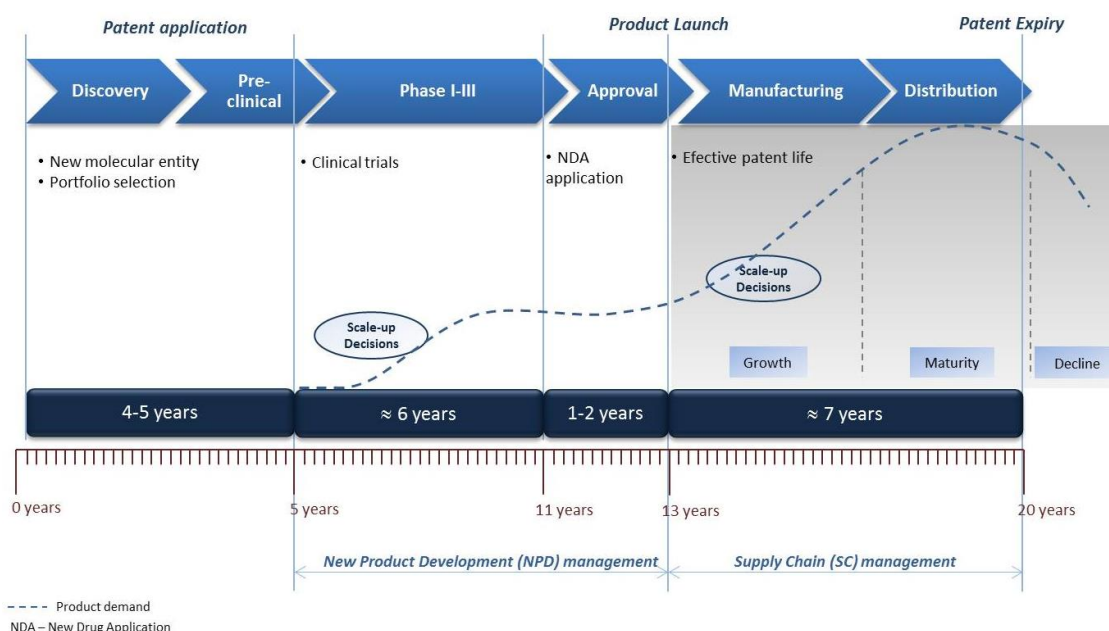 Patent application
Product Launch
Patent Expiry
Discovery
Pre-
clinical
Phase I-III
Approval
Manufacturing
Distribution
• New molecular entity
• Portfolio selection
• Clinical trials
• NDA
application
• Efective patent life
Scale-up
Decisions
Scale-up
Decisions
Growth
Maturity
Decline
4-5 years
≈ 6 years
1-2 years
≈ 7 years
0 years
5 years
11 years
13 years
20 years
New Product Development (NPD) management
Supply Chain (SC) management
Product demand
NDA – New Drug Application